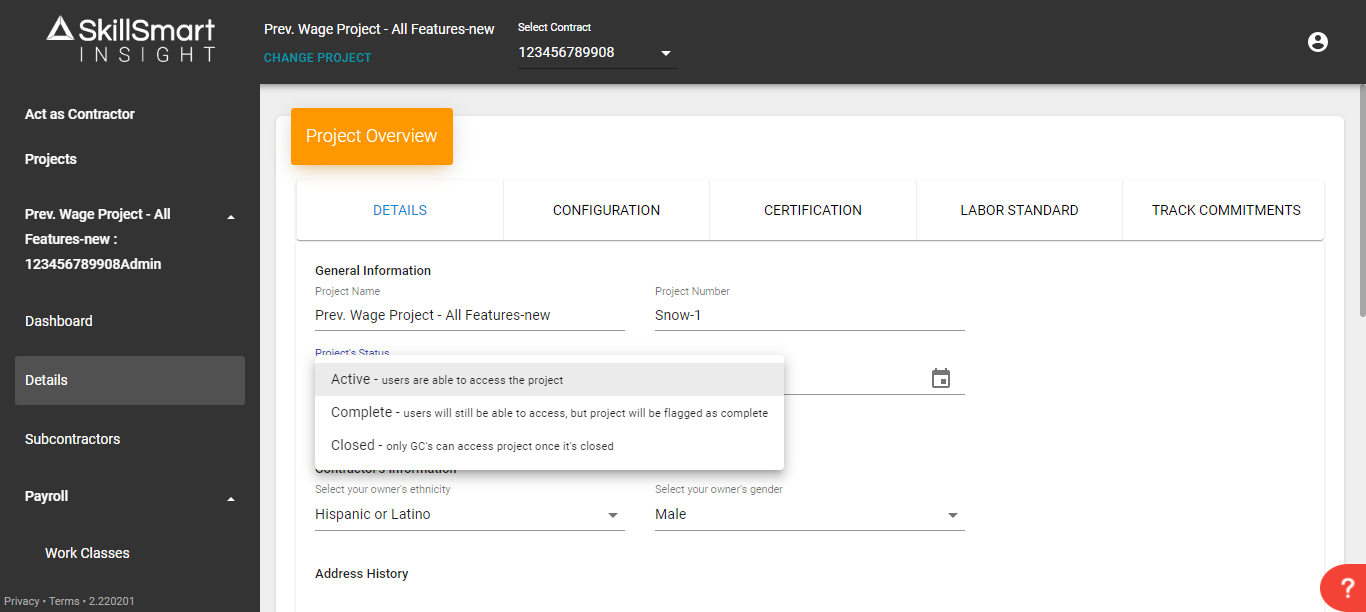 SkillSmart
INSIGHT
Prev. Wage Project - All Features-new
CHANGE PROJECT
Select Contract
123456789908
Act as Contractor
Projects
Prev. Wage Project - All
Features-new :
123456789908Admin
Dashboard
Details
Subcontractors
Payroll
Work Classes
Privacy • Terms • 2.220201
Project Overview
DETAILS
CONFIGURATION
CERTIFICATION
LABOR STANDARD
TRACK COMMITMENTS
General Information
Project Name
Prev. Wage Project - All Features-new
Project Number
Snow-1
Project's Status
Active - users are able to access the project
Complete - users will still be able to access, but project will be flagged as complete
Closed - only GC's can access project once it's closed
Contractor's Information
Select your owner's ethnicity
Hispanic or Latino
Select your owner's gender
Male
Address History
?